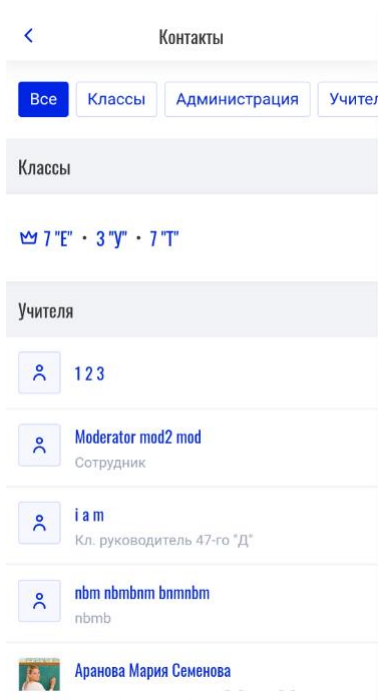 Контакты
Все Классы Администрация Учител
Классы
7 "Е" · 3 "У" · 7 "Т"
Учителя
1 2 3
Moderator mod2 mod
Сотрудник
i a m
Кл. руководитель 47-го "Д"
nbm nbmbnm bnmnbm
nbmb
Аранова Мария Семенова